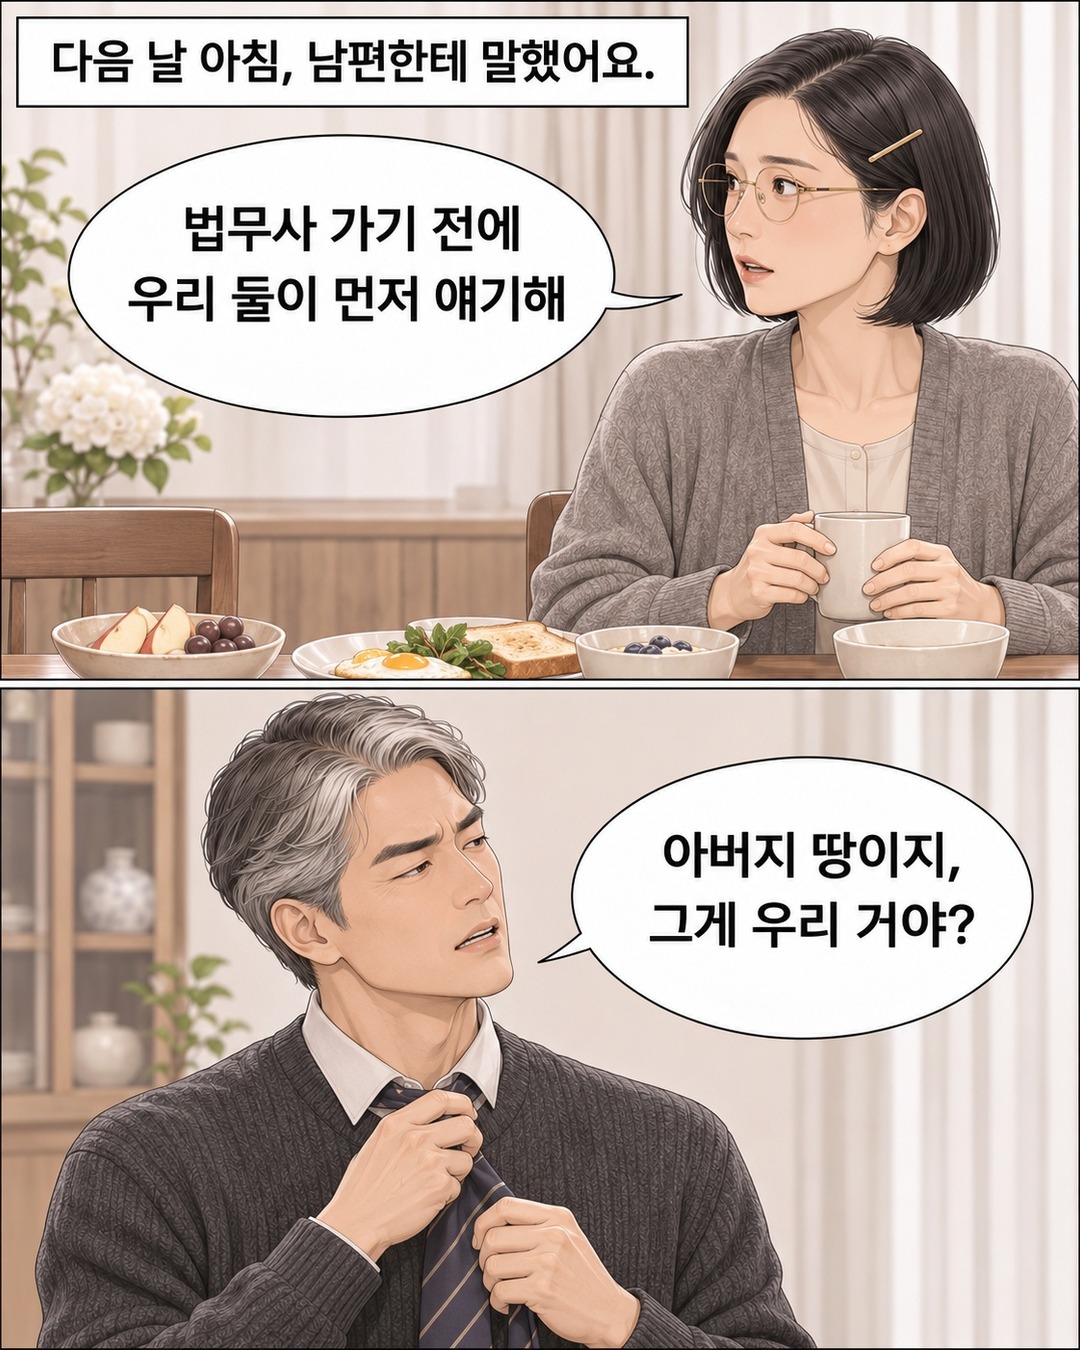 다음 날 아침, 남편한테 말했어요.
법무사 가기 전에
우리 둘이 먼저 얘기해
아버지 땅이지,
그게 우리 거야?